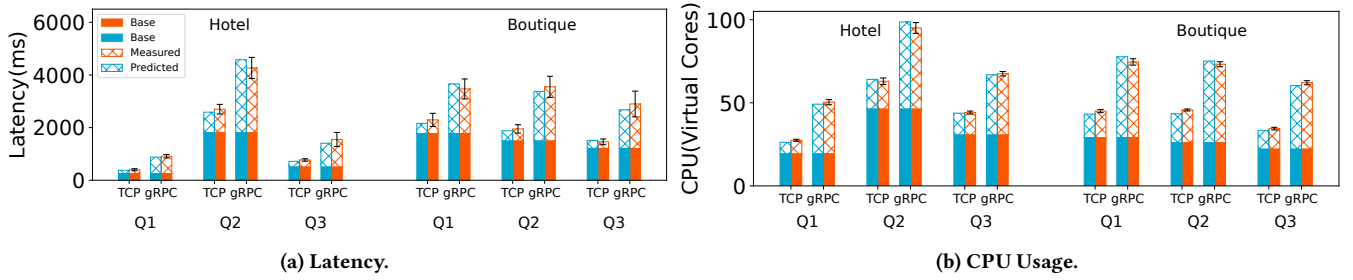 6000
4000
2000
0
Latency(ms)
Base
Base
Measured
Predicted
Hotel
Boutique
TCP gRPC TCP gRPC TCP gRPC TCP gRPC TCP gRPC TCP gRPC
Q1 Q2 Q3 Q1 Q2 Q3
(a) Latency.
100
50
0
CPU(Virtual Cores)
Hotel
Boutique
TCP gRPC TCP gRPC TCP gRPC TCP gRPC TCP gRPC TCP gRPC
Q1 Q2 Q3 Q1 Q2 Q3
(b) CPU Usage.